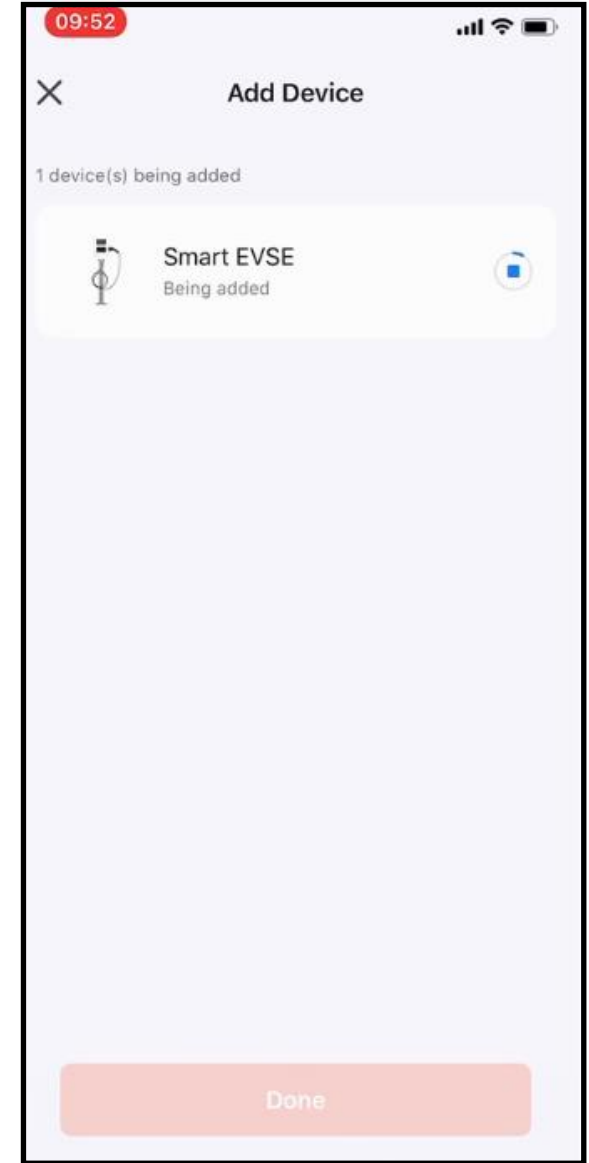 09:52
Add Device
1 device(s) being added
Smart EVSE
Being added
Done